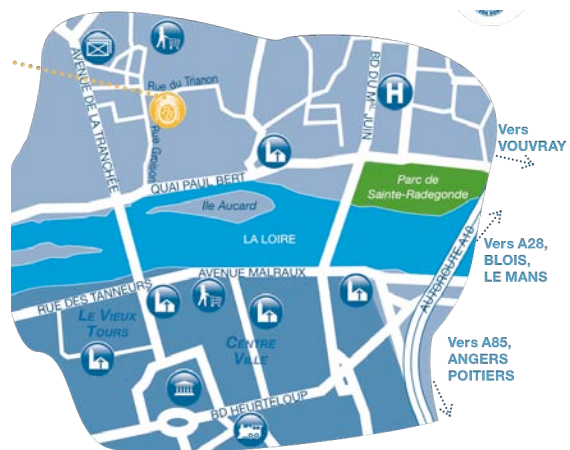 AVENUE DE LA TRANCHÉE
Rue du Trianon
Rue Groison
BD DU Mal JUIN
H
Vers
VOUVRAY
QUAI PAUL BERT
Parc de
Sainte-Radegonde
Ile Aucard
LA LOIRE
Vers A28,
BLOIS,
LE MANS
AUTOROUTE A10
AVENUE MALRAUX
RUE DES TANNEURS
LE VIEUX
TOURS
CENTRE
VILLE
Vers A85,
ANGERS
POITIERS
BD HEURTELOUP